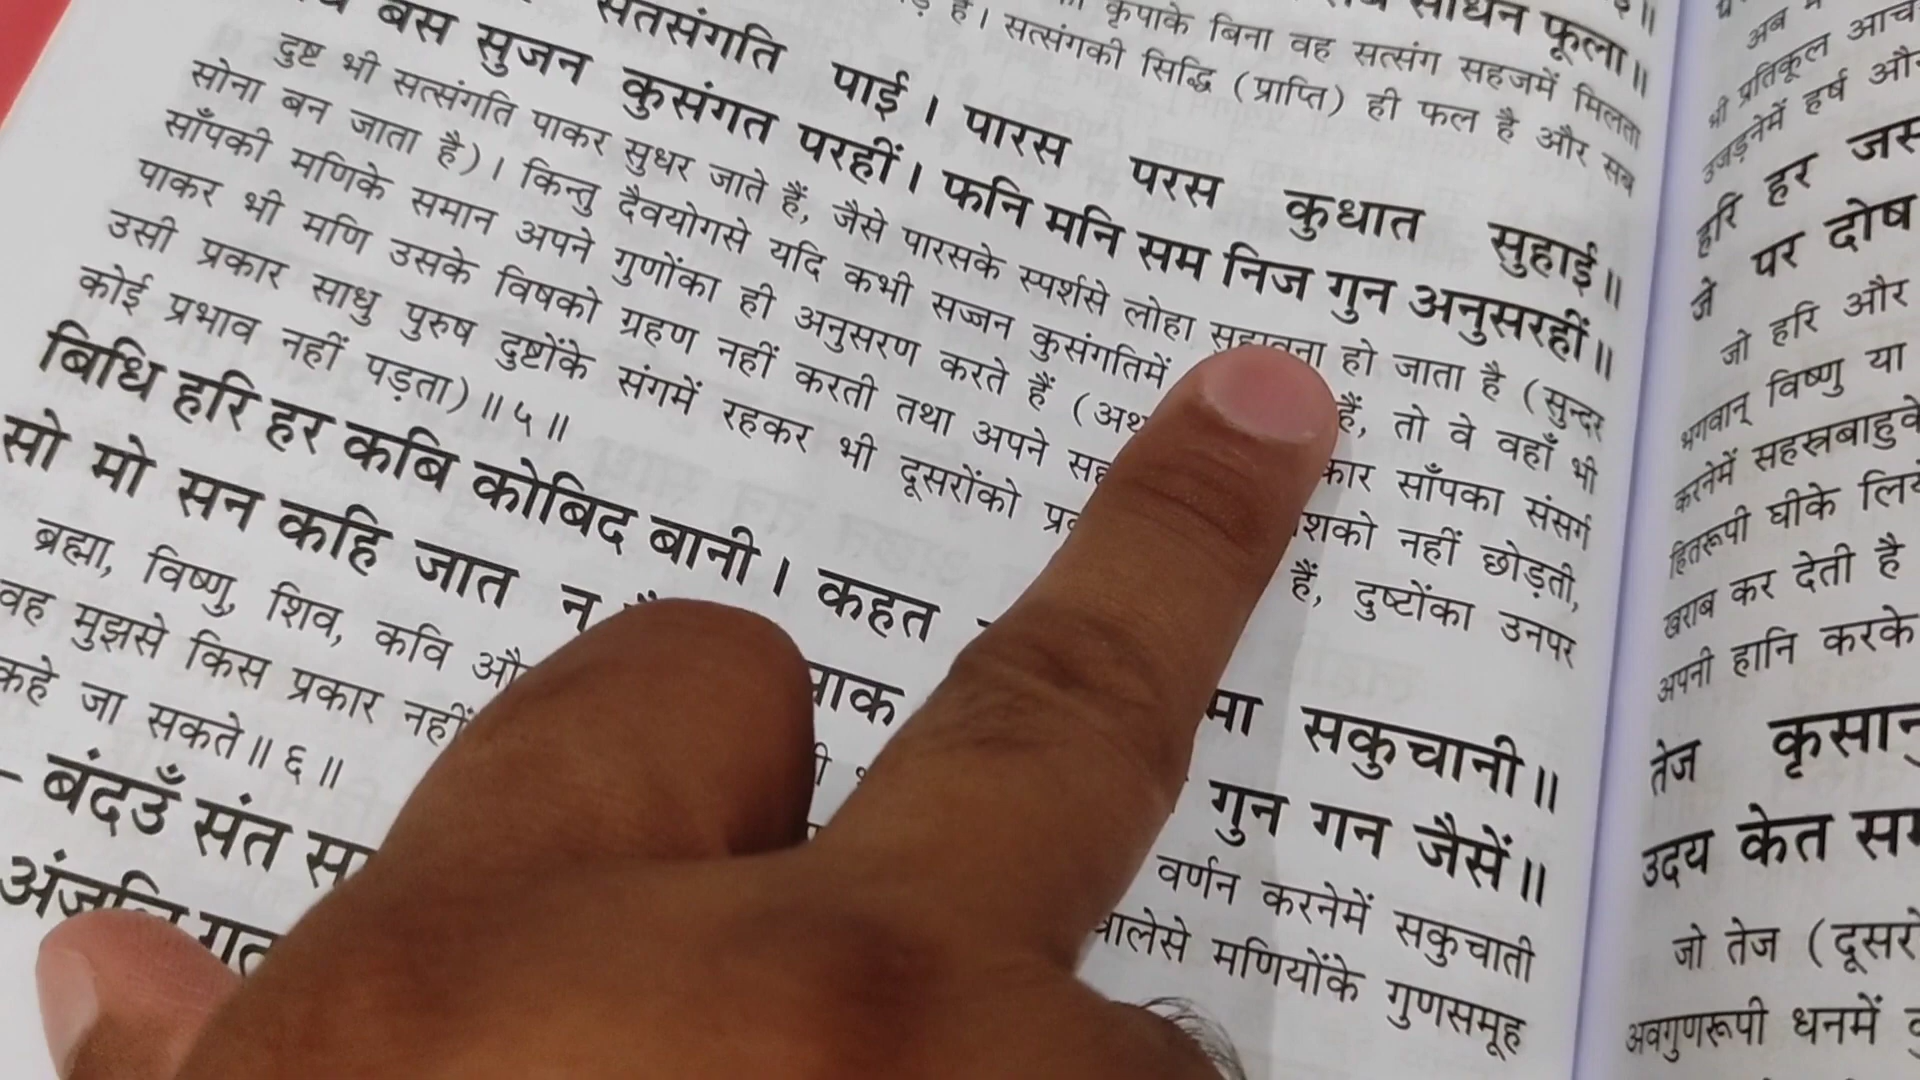 साधन फूला॥
कृपाके बिना वह सत्संग सहजमें मिलता
है। सत्संगकी सिद्धि (प्राप्ति) ही फल है और सब
सतसंगति पाई। पारस परस कुधात सुहाई॥
बस सुजन कुसंगत परहीं। फनि मनि सम निज गुन अनुसरहीं॥
दुष्ट भी सत्संगति पाकर सुधर जाते हैं, जैसे पारसके स्पर्शसे लोहा सुहावना हो जाता है (सुन्दर
सोना बन जाता है)। किन्तु दैवयोगसे यदि कभी सज्जन कुसंगतिमें हैं, तो वे वहाँ भी
साँपकी मणिके समान अपने गुणोंका ही अनुसरण करते हैं (अर्थ कार साँपका संसर्ग
पाकर भी मणि उसके विषको ग्रहण नहीं करती तथा अपने सह शको नहीं छोड़ती,
उसी प्रकार साधु पुरुष दुष्टोंके संगमें रहकर भी दूसरोंको प्र हैं, दुष्टोंका उनपर
कोई प्रभाव नहीं पड़ता)॥५॥
बिधि हरि हर कबि कोबिद बानी। कहत मा सकुचानी॥
सो मो सन कहि जात न गुन गन जैसें॥
ब्रह्मा, विष्णु, शिव, कवि औ वर्णन करनेमें सकुचाती
वह मुझसे किस प्रकार नहीं वालेसे मणियोंके गुणसमूह
कहे जा सकते॥६॥
बंदउँ संत स
अंजलि गत
अब
भी प्रतिकूल आच
उजड़नेमें हर्ष और
हरि हर जस
जे पर दोष
जो हरि और
भगवान् विष्णु या
करनेमें सहस्रबाहुके
हितरूपी घीके लिये
खराब कर देती है
अपनी हानि करके
तेज कृसानु
उदय केत सम
जो तेज (दूसरों
अवगुणरूपी धनमें